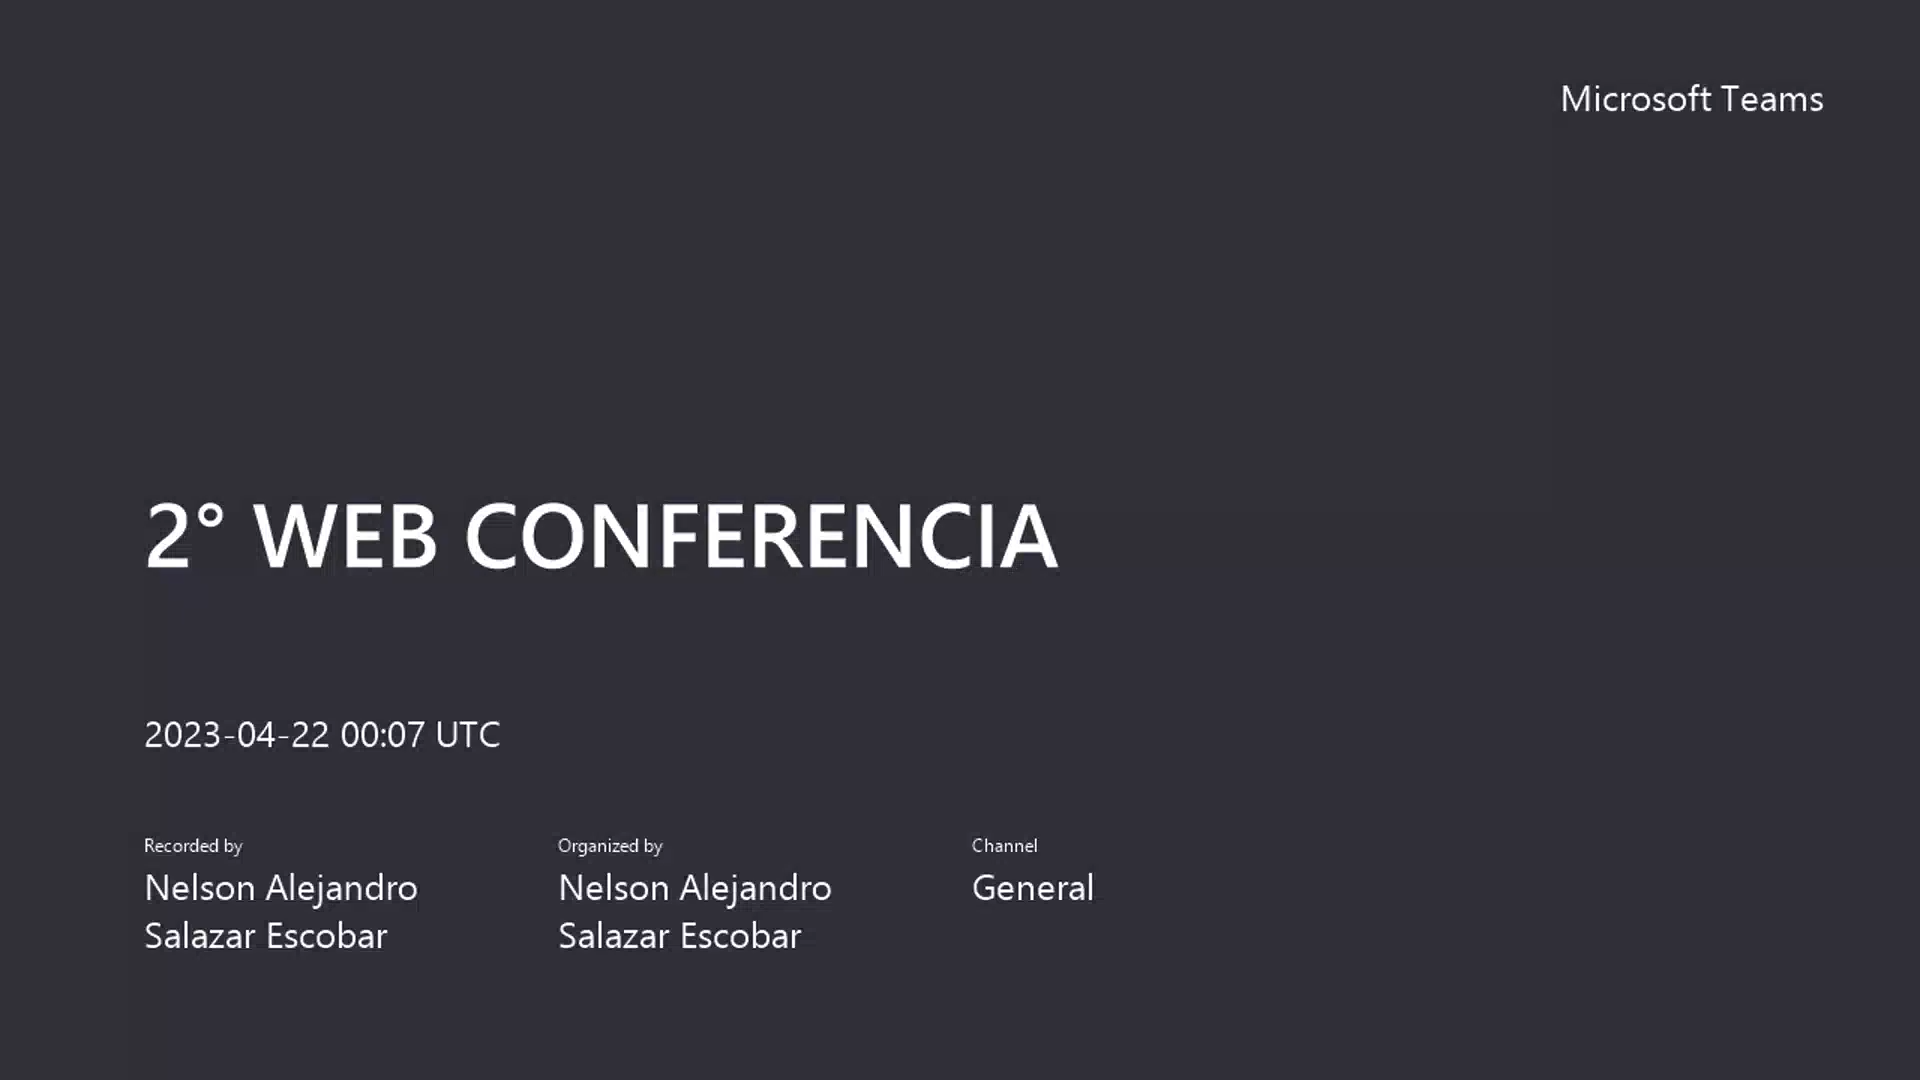 Microsoft Teams
2° WEB CONFERENCIA
2023-04-22 00:07 UTC
Recorded by
Nelson Alejandro
Salazar Escobar
Organized by
Nelson Alejandro
Salazar Escobar
Channel
General